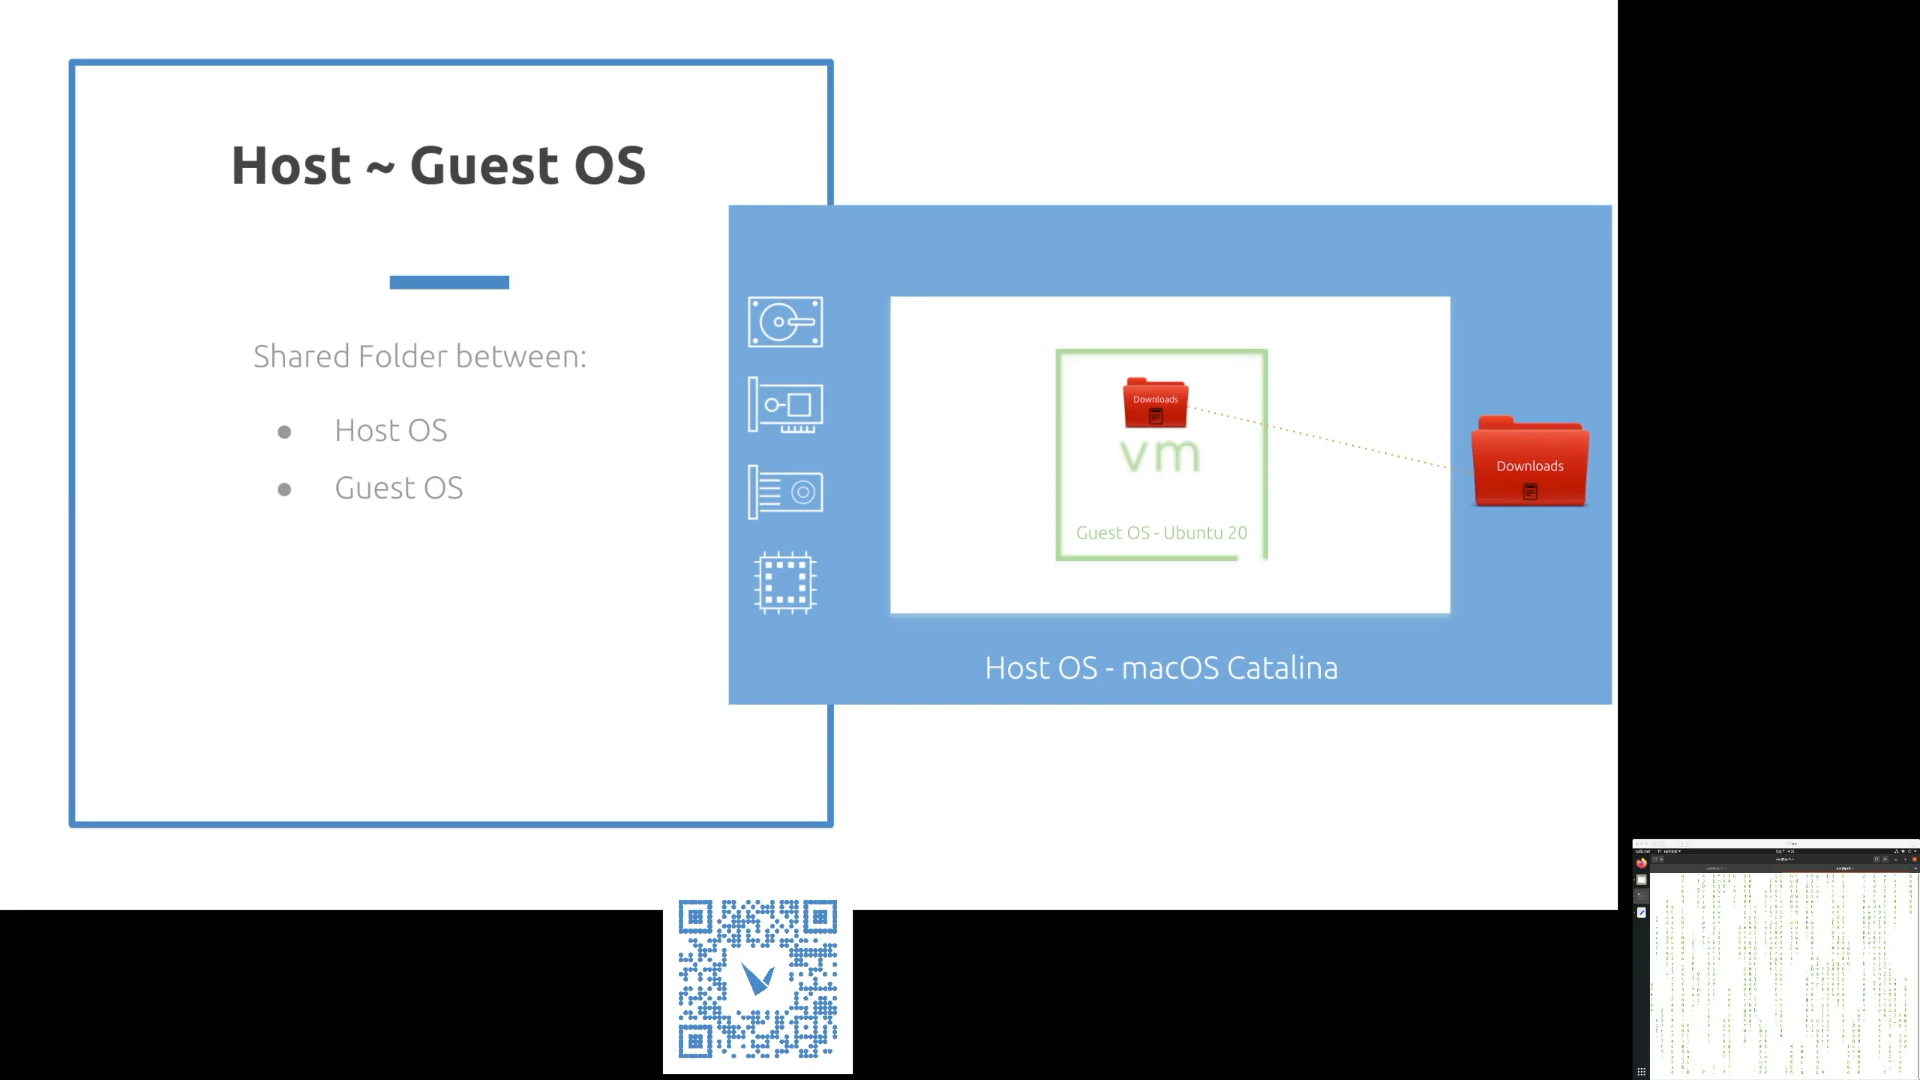 Host ~ Guest OS
Shared Folder between:
● Host OS
● Guest OS
Downloads
vm
Guest OS - Ubuntu 20
Downloads
Host OS - macOS Catalina